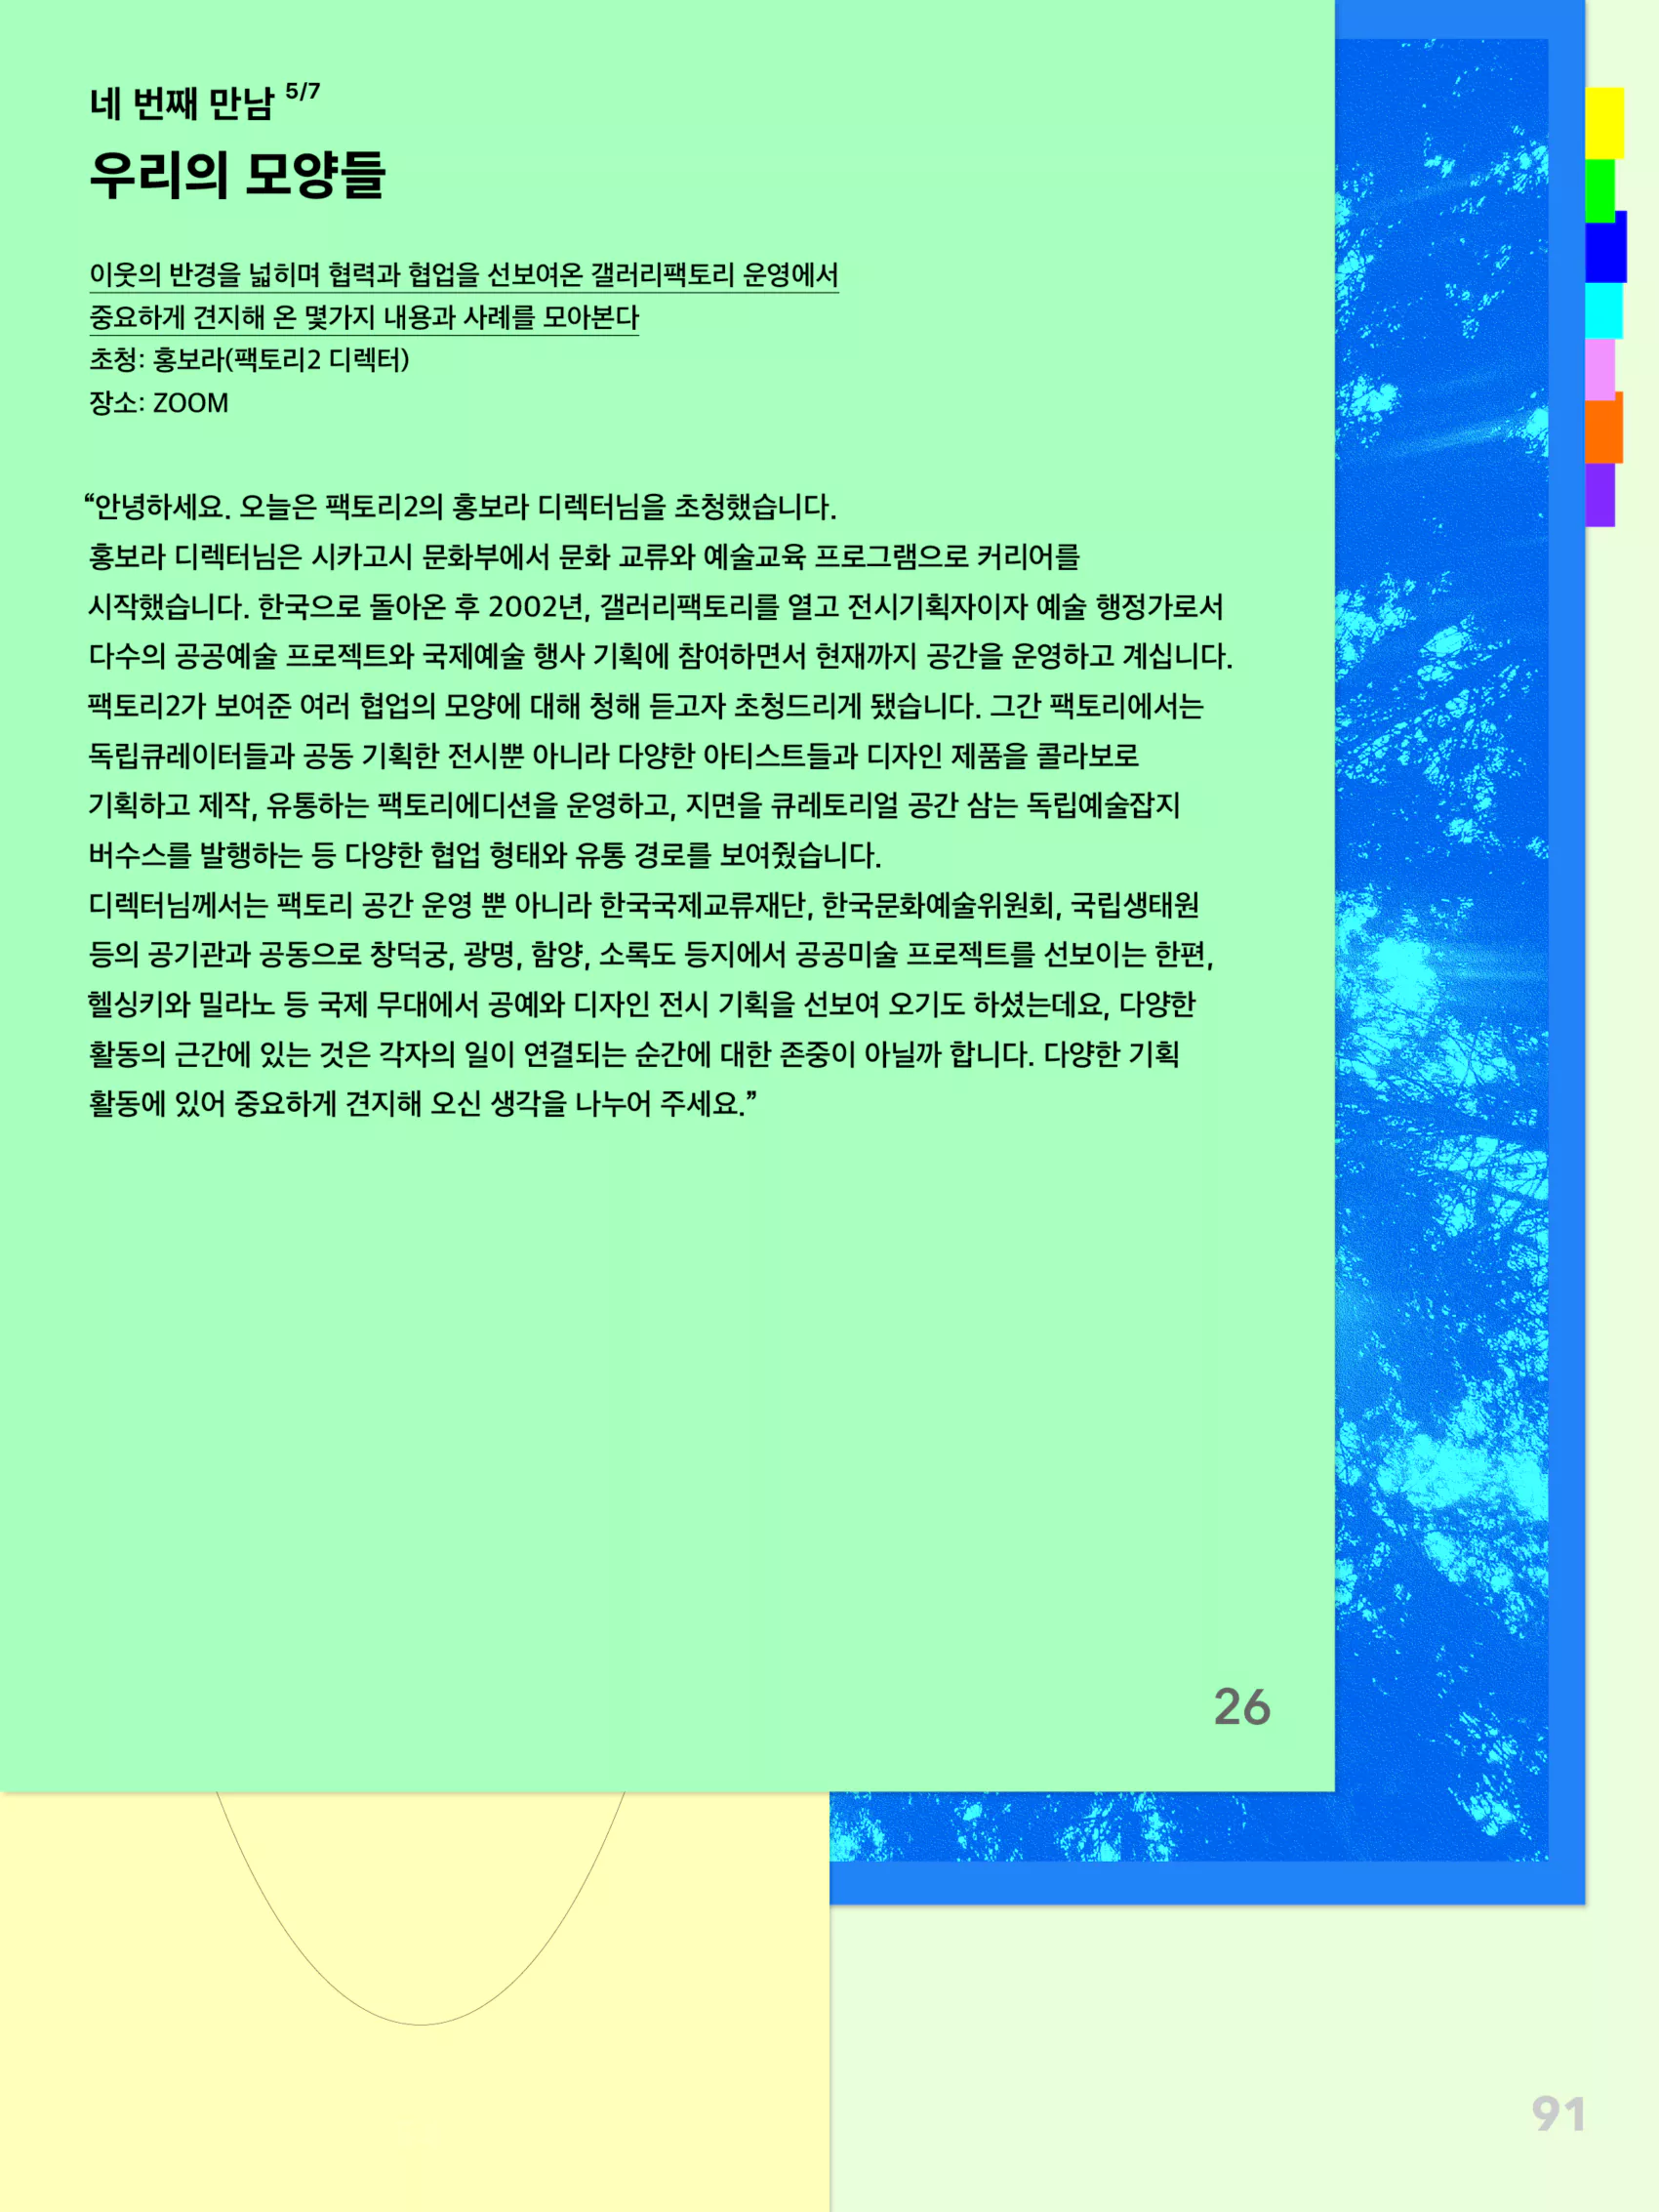 네 번째 만남 5/7
우리의 모양들
이웃의 반경을 넓히며 협력과 협업을 선보여온 갤러리팩토리 운영에서
중요하게 견지해 온 몇가지 내용과 사례를 모아본다
초청: 홍보라(팩토리2 디렉터)
장소: ZOOM
“안녕하세요. 오늘은 팩토리2의 홍보라 디렉터님을 초청했습니다.
홍보라 디렉터님은 시카고시 문화부에서 문화 교류와 예술교육 프로그램으로 커리어를
시작했습니다. 한국으로 돌아온 후 2002년, 갤러리팩토리를 열고 전시기획자이자 예술 행정가로서
다수의 공공예술 프로젝트와 국제예술 행사 기획에 참여하면서 현재까지 공간을 운영하고 계십니다.
팩토리2가 보여준 여러 협업의 모양에 대해 청해 듣고자 초청드리게 됐습니다. 그간 팩토리에서는
독립큐레이터들과 공동 기획한 전시뿐 아니라 다양한 아티스트들과 디자인 제품을 콜라보로
기획하고 제작, 유통하는 팩토리에디션을 운영하고, 지면을 큐레토리얼 공간 삼는 독립예술잡지
버수스를 발행하는 등 다양한 협업 형태와 유통 경로를 보여줬습니다.
디렉터님께서는 팩토리 공간 운영 뿐 아니라 한국국제교류재단, 한국문화예술위원회, 국립생태원
등의 공기관과 공동으로 창덕궁, 광명, 함양, 소록도 등지에서 공공미술 프로젝트를 선보이는 한편,
헬싱키와 밀라노 등 국제 무대에서 공예와 디자인 전시 기획을 선보여 오기도 하셨는데요, 다양한
활동의 근간에 있는 것은 각자의 일이 연결되는 순간에 대한 존중이 아닐까 합니다. 다양한 기획
활동에 있어 중요하게 견지해 오신 생각을 나누어 주세요.”
26
91